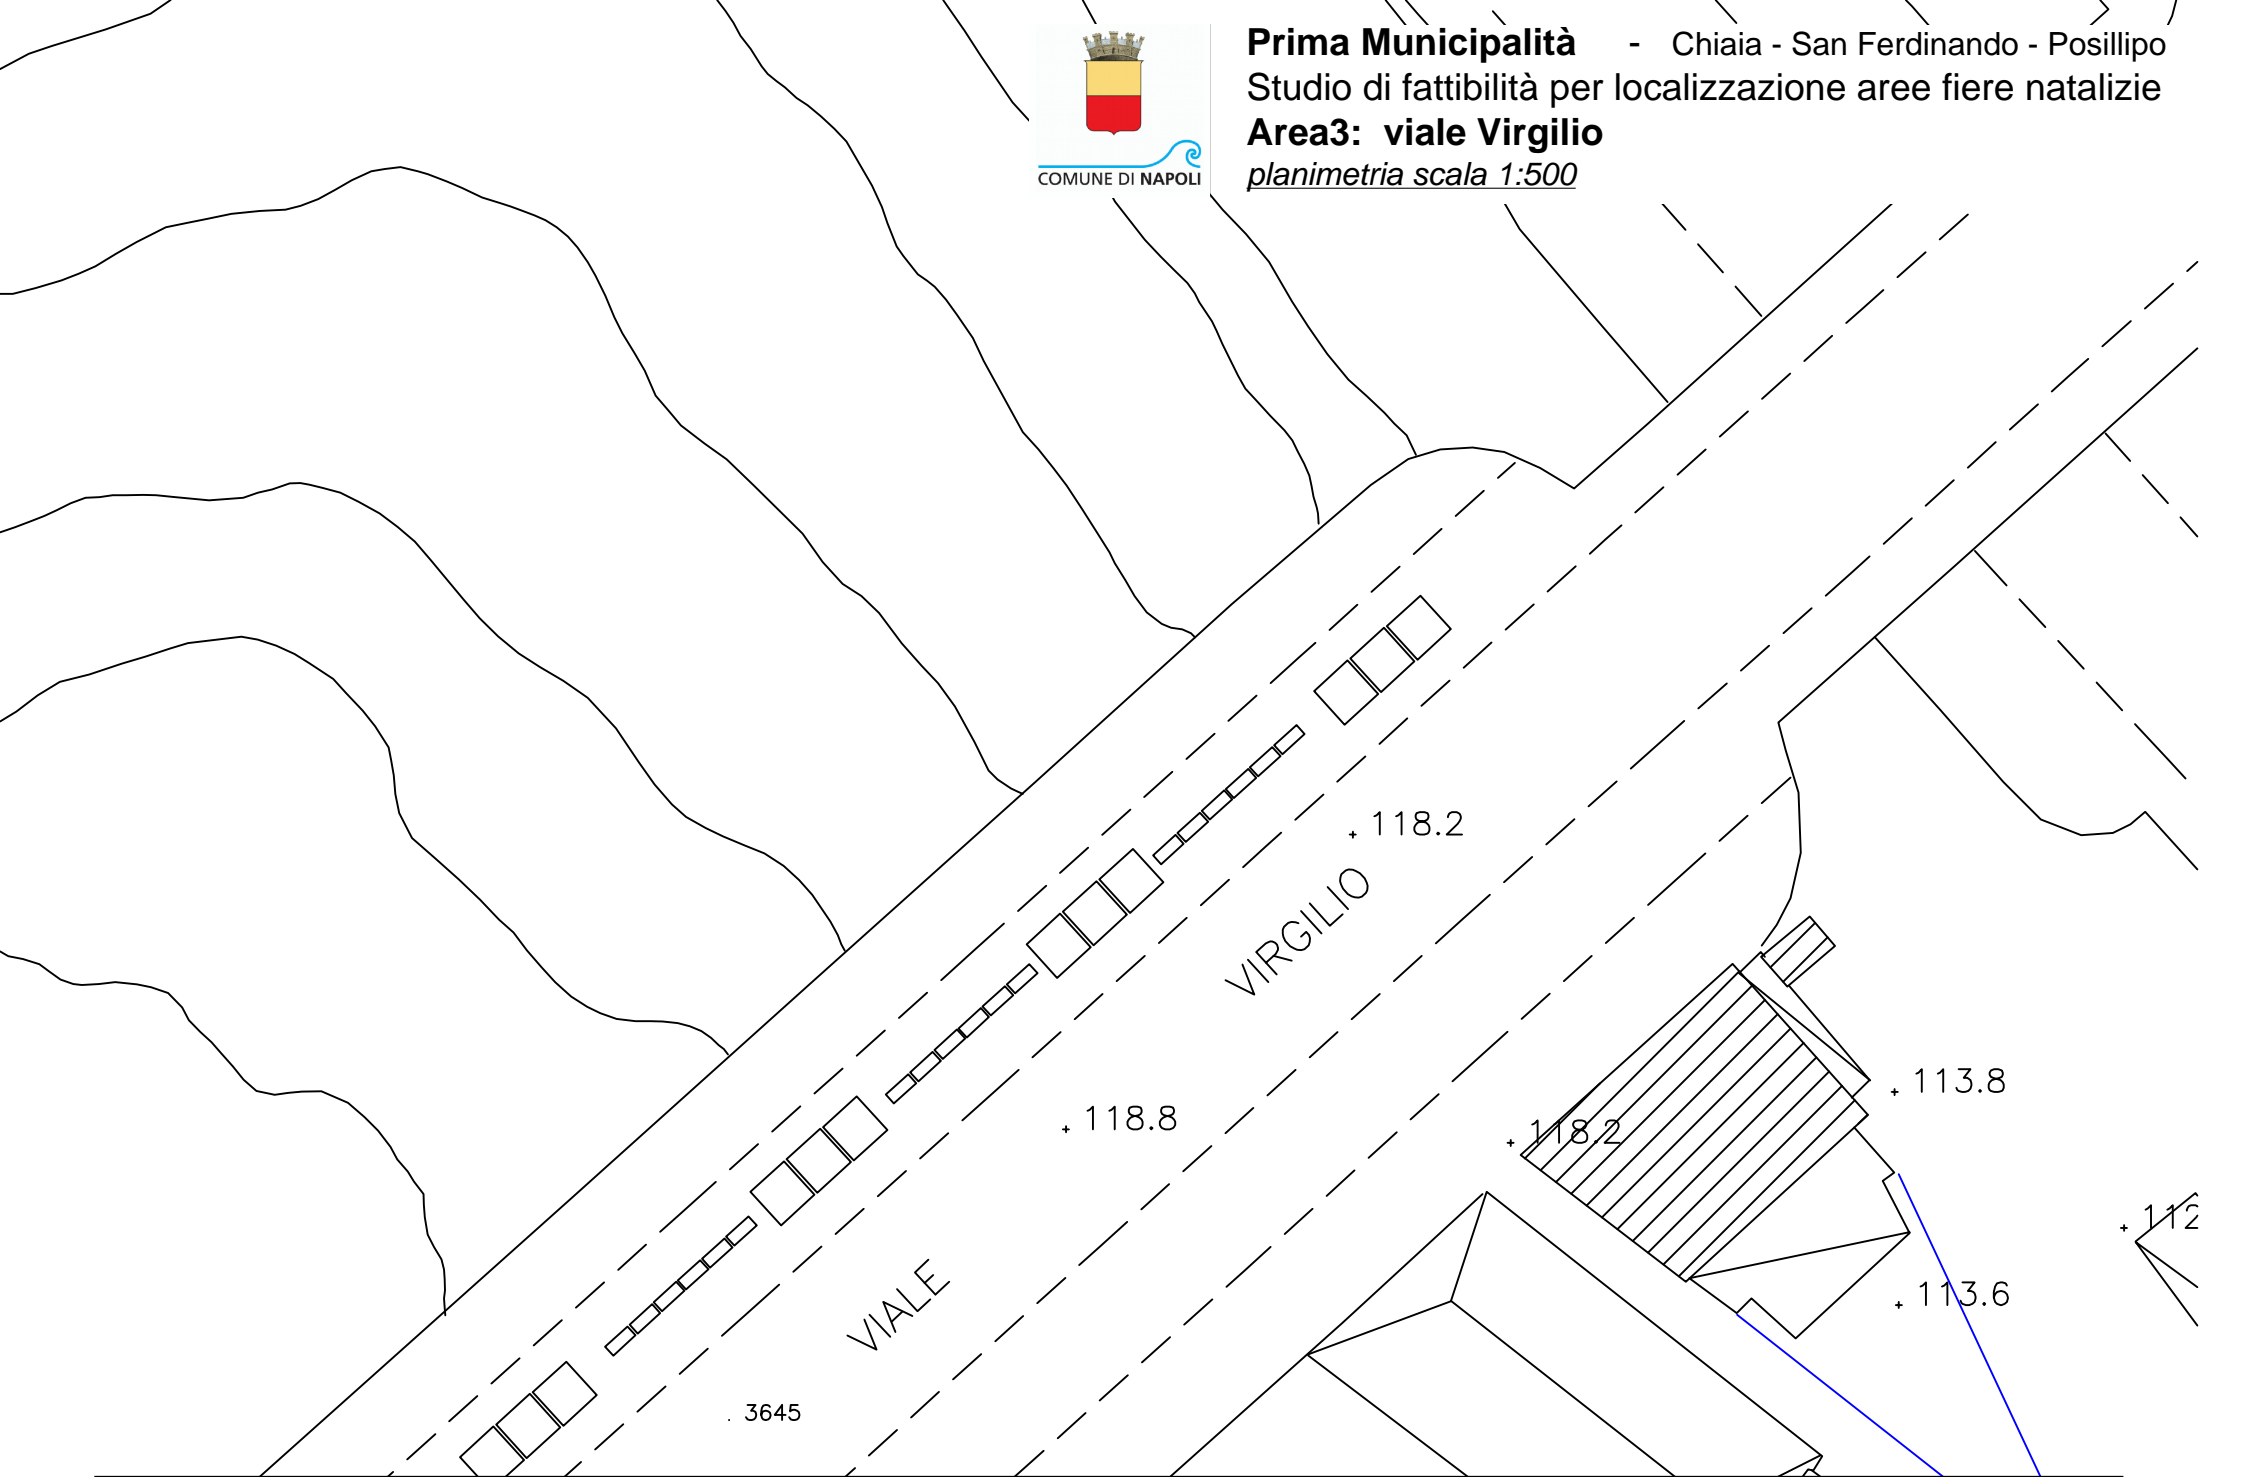 Prima Municipalità - Chiaia - San Ferdinando - Posillipo
Studio di fattibilità per localizzazione aree fiere natalizie
Area3: viale Virgilio
planimetria scala 1:500
COMUNE DI NAPOLI
118.2
VIRGILIO
113.8
118.8
118.2
112
VIALE
113.6
3645